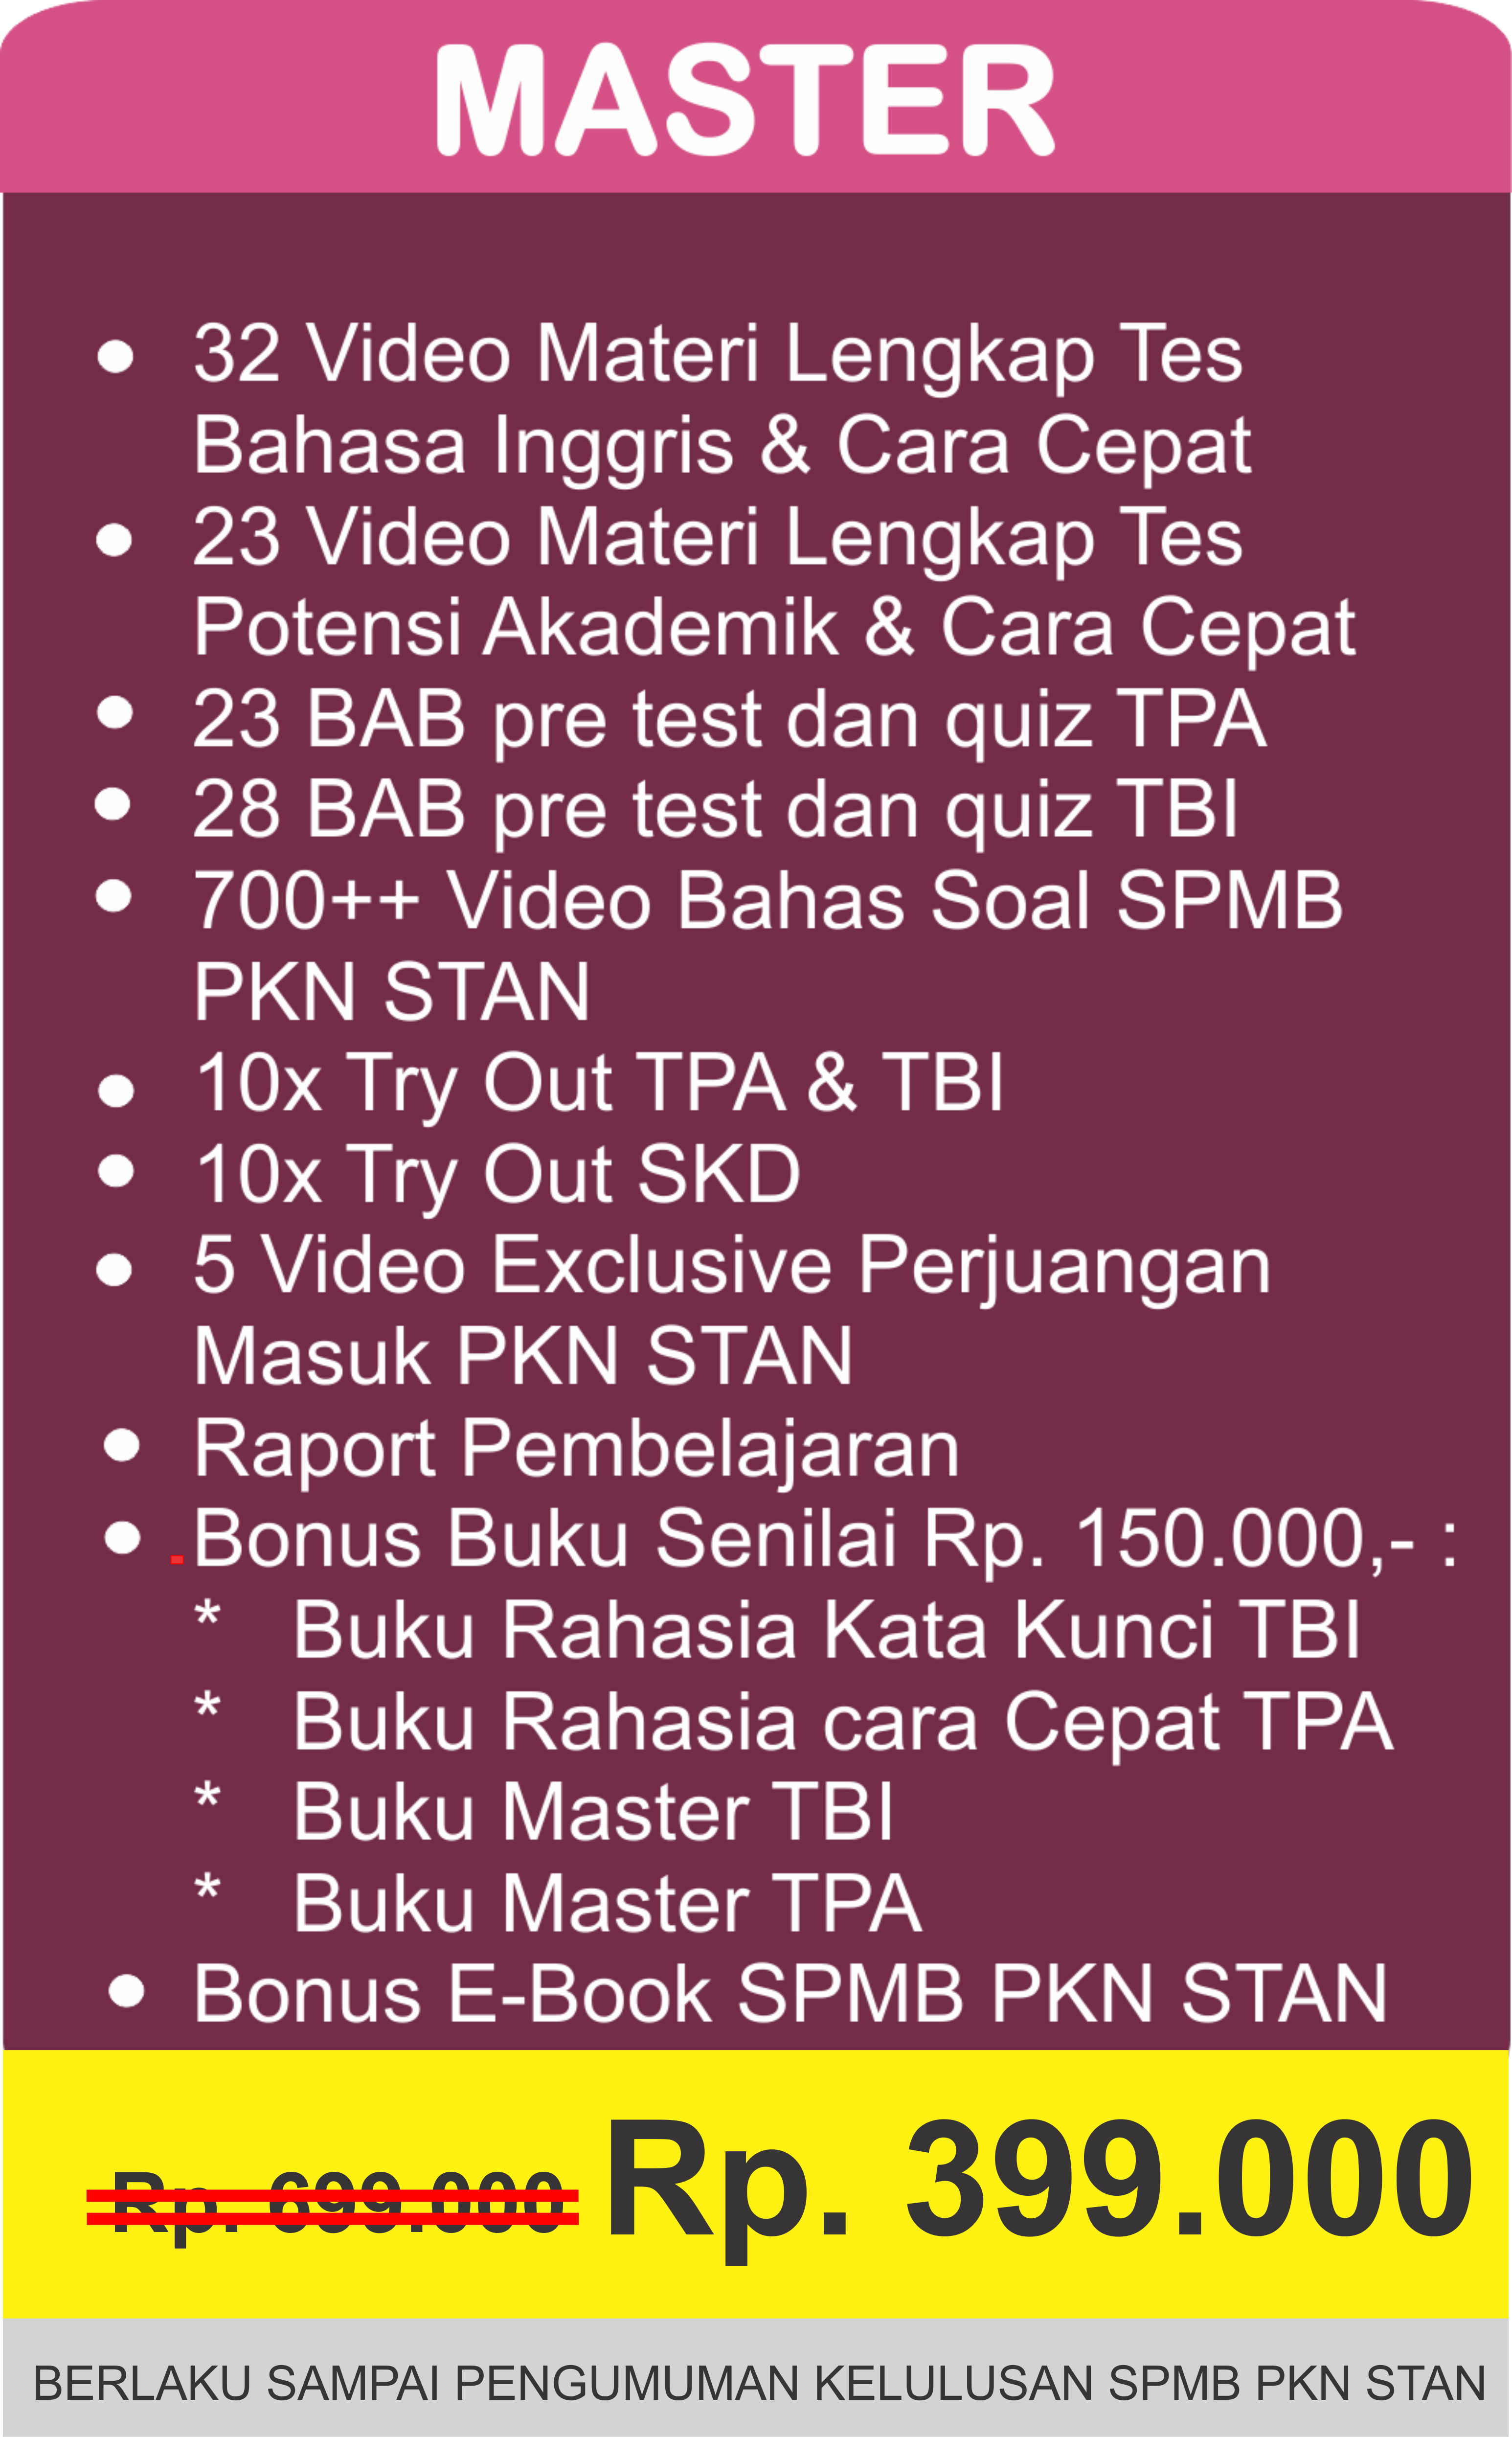 MASTER
• 32 Video Materi Lengkap Tes
Bahasa Inggris & Cara Cepat
• 23 Video Materi Lengkap Tes
Potensi Akademik & Cara Cepat
• 23 BAB pre test dan quiz TPA
• 28 BAB pre test dan quiz TBI
• 700++ Video Bahas Soal SPMB
PKN STAN
• 10x Try Out TPA & TBI
• 10x Try Out SKD
• 5 Video Exclusive Perjuangan
Masuk PKN STAN
• Raport Pembelajaran
• Bonus Buku Senilai Rp. 150.000,- :
* Buku Rahasia Kata Kunci TBI
* Buku Rahasia cara Cepat TPA
* Buku Master TBI
* Buku Master TPA
• Bonus E-Book SPMB PKN STAN
Rp. 699.000 Rp. 399.000
BERLAKU SAMPAI PENGUMUMAN KELULUSAN SPMB PKN STAN